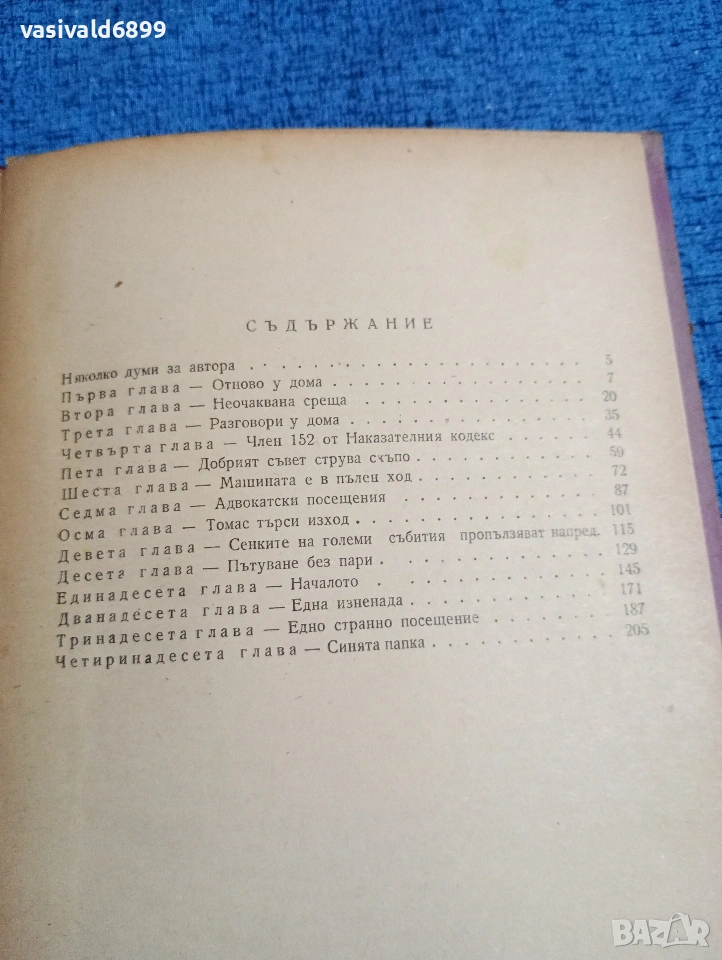 vasivald6899
СЪДЪРЖАНИЕ
Няколко думи за автора . . . . . . . . . . . . . . . . . . 5
Първа глава — Отново у дома . . . . . . . . . . . . . . . 7
Втора глава — Неочаквана среща . . . . . . . . . . . . . 20
Трета глава — Разговори у дома . . . . . . . . . . . . . 35
Четвърта глава — Член 152 от Наказателния кодекс . . . . . 44
Пета глава — Добрият съвет струва скъпо . . . . . . . . . 59
Шеста глава — Машината е в пълен ход . . . . . . . . . . 72
Седма глава — Адвокатски посещения . . . . . . . . . . . 87
Осма глава — Томас търси изход . . . . . . . . . . . . . 101
Девета глава — Сенките на големи събития пропълзяват напред. 115
Десета глава — Пътуване без пари . . . . . . . . . . . . 129
Единадесета глава — Началото . . . . . . . . . . . . . . 145
Дванадесета глава — Една изненада . . . . . . . . . . . . 171
Тринадесета глава — Едно странно посещение . . . . . . . 187
Четиринадесета глава — Синята папка . . . . . . . . . . . 205
BAZAR